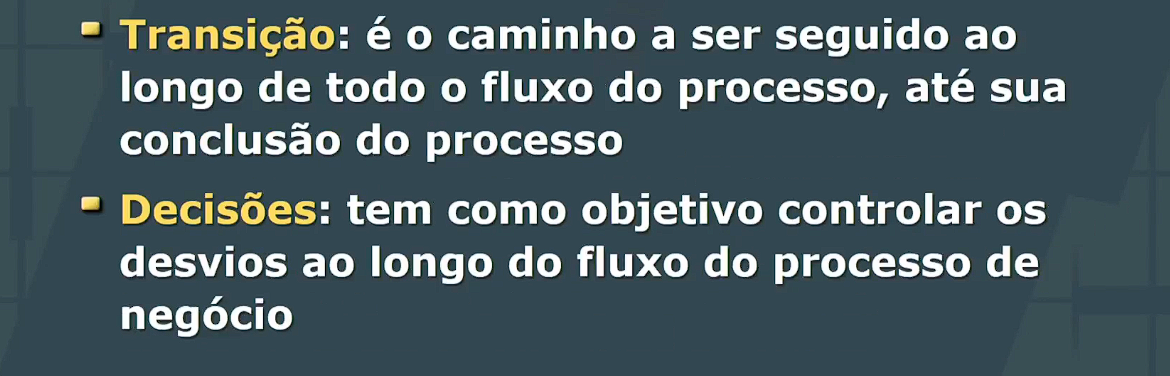 Transição: é o caminho a ser seguido ao
longo de todo o fluxo do processo, até sua
conclusão do processo
Decisões: tem como objetivo controlar os
desvios ao longo do fluxo do processo de
negócio